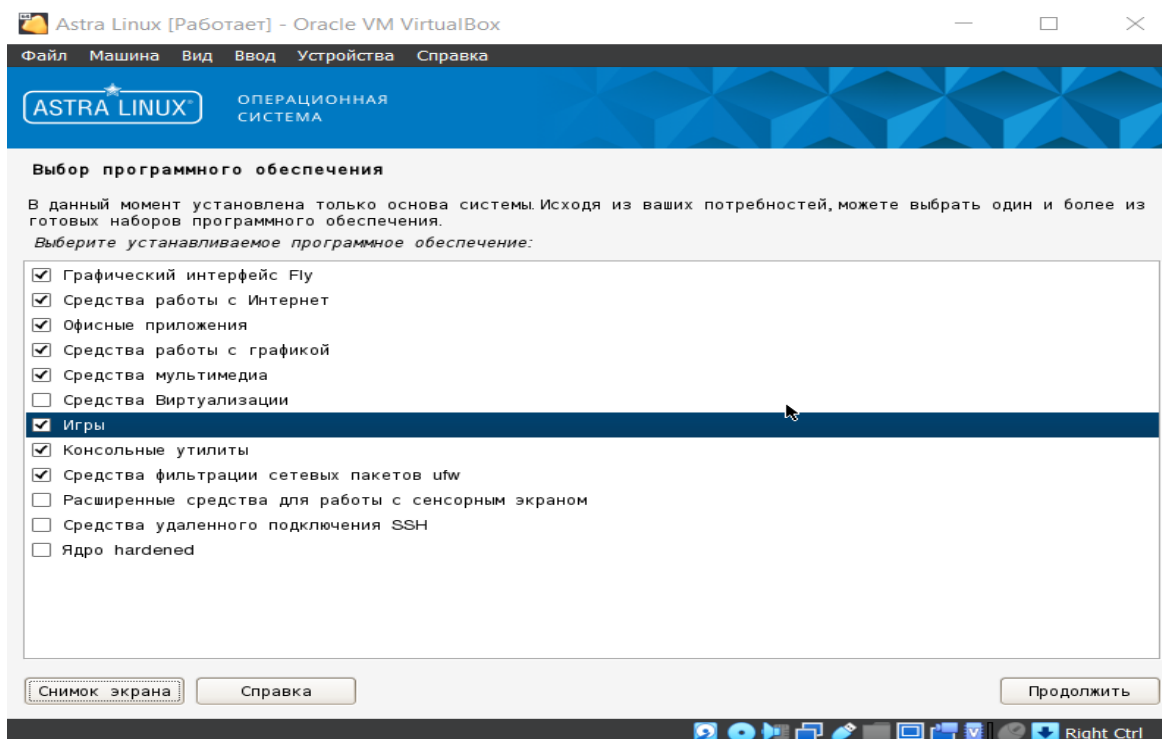 Astra Linux [Работает] - Oracle VM VirtualBox
Файл Машина Вид Ввод Устройства Справка
ASTRA LINUX® ОПЕРАЦИОННАЯ СИСТЕМА
Выбор программного обеспечения
В данный момент установлена только основа системы. Исходя из ваших потребностей, можете выбрать один и более из
готовых наборов программного обеспечения.
Выберите устанавливаемое программное обеспечение:
Графический интерфейс Fly
Средства работы с Интернет
Офисные приложения
Средства работы с графикой
Средства мультимедиа
Средства Виртуализации
Игры
Консольные утилиты
Средства фильтрации сетевых пакетов ufw
Расширенные средства для работы с сенсорным экраном
Средства удаленного подключения SSH
Ядро hardened
Снимок экрана Справка Продолжить
Right Ctrl